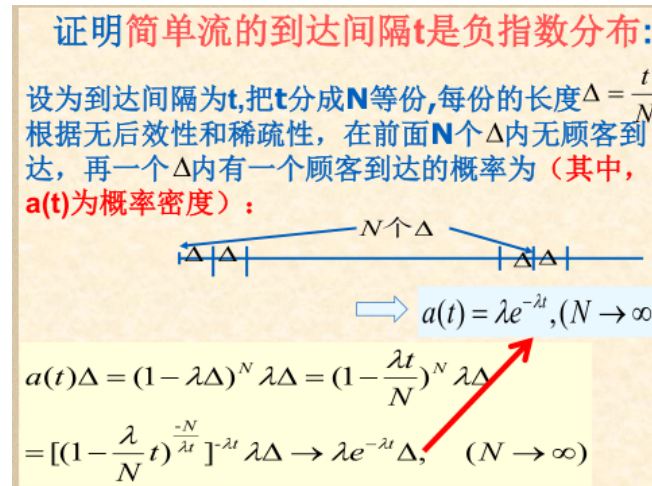 证明简单流的到达间隔t是负指数分布:
设为到达间隔为t,把t分成N等份,每份的长度Δ = t/N
根据无后效性和稀疏性，在前面N个Δ内无顾客到
达，再一个Δ内有一个顾客到达的概率为（其中，
a(t)为概率密度）：
N个Δ
Δ Δ Δ Δ
a(t) = λe^{-λt},(N → ∞
a(t)Δ = (1 − λΔ)^N λΔ = (1 − λt/N)^N λΔ
= [(1 − λ/N t)^{-N/λt}]^{-λt} λΔ → λe^{-λt}Δ, (N → ∞)